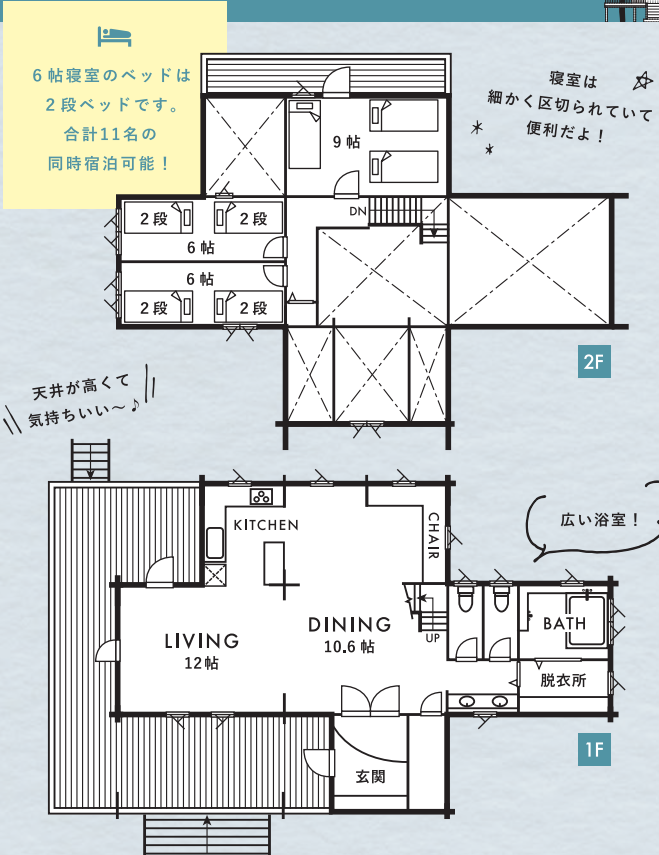 6帖寝室のベッドは
2段ベッドです。
合計11名の
同時宿泊可能！
寝室は
細かく区切られていて
便利だよ！
9帖
DN
2段
2段
6帖
6帖
2段
2段
2F
天井が高くて
気持ちいい〜♪
KITCHEN
CHAIR
広い浴室！
LIVING
12帖
DINING
10.6帖
UP
BATH
脱衣所
玄関
1F